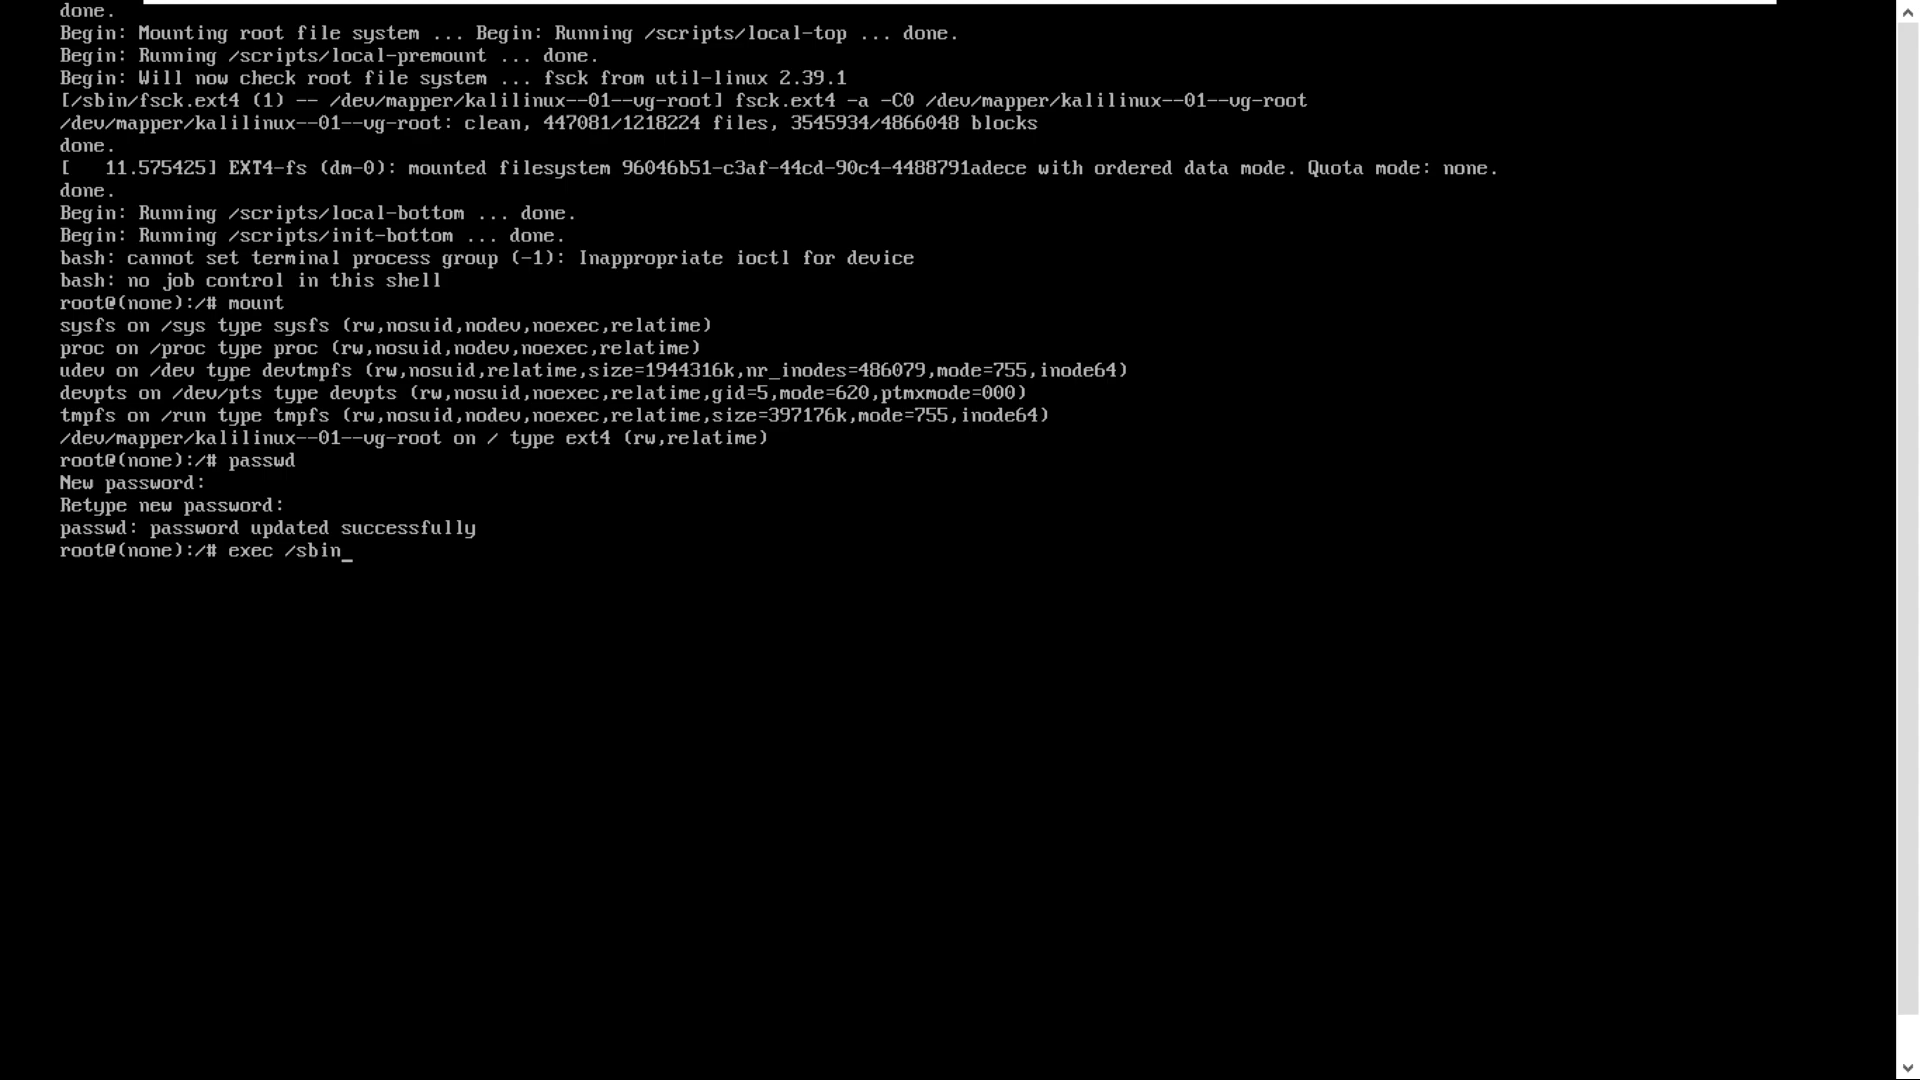 done.
Begin: Mounting root file system ... Begin: Running /scripts/local-top ... done.
Begin: Running /scripts/local-premount ... done.
Begin: Will now check root file system ... fsck from util-linux 2.39.1
[/sbin/fsck.ext4 (1) -- /dev/mapper/kalilinux--01--vg-root] fsck.ext4 -a -C0 /dev/mapper/kalilinux--01--vg-root
/dev/mapper/kalilinux--01--vg-root: clean, 447081/1218224 files, 3545934/4866048 blocks
done.
[   11.575425] EXT4-fs (dm-0): mounted filesystem 96046b51-c3af-44cd-90c4-4488791adece with ordered data mode. Quota mode: none.
done.
Begin: Running /scripts/local-bottom ... done.
Begin: Running /scripts/init-bottom ... done.
bash: cannot set terminal process group (-1): Inappropriate ioctl for device
bash: no job control in this shell
root@(none):/# mount
sysfs on /sys type sysfs (rw,nosuid,nodev,noexec,relatime)
proc on /proc type proc (rw,nosuid,nodev,noexec,relatime)
udev on /dev type devtmpfs (rw,nosuid,relatime,size=1944316k,nr_inodes=486079,mode=755,inode64)
devpts on /dev/pts type devpts (rw,nosuid,noexec,relatime,gid=5,mode=620,ptmxmode=000)
tmpfs on /run type tmpfs (rw,nosuid,nodev,noexec,relatime,size=397176k,mode=755,inode64)
/dev/mapper/kalilinux--01--vg-root on / type ext4 (rw,relatime)
root@(none):/# passwd
New password:
Retype new password:
passwd: password updated successfully
root@(none):/# exec /sbin_